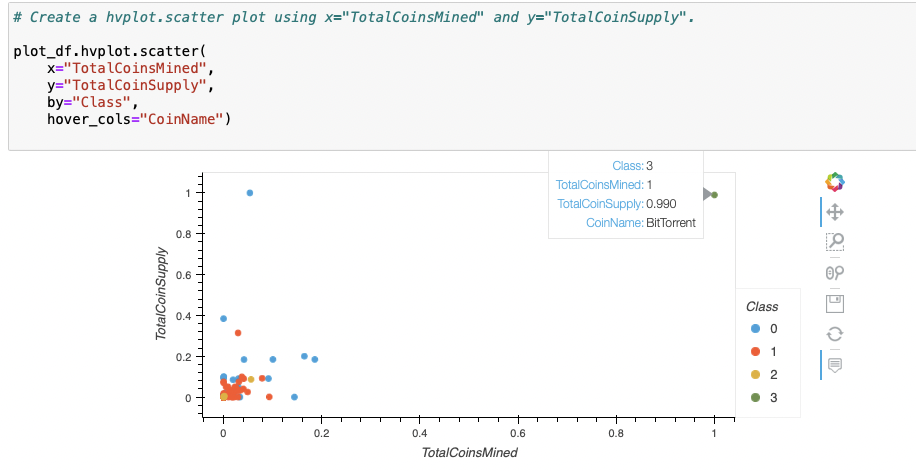 # Create a hvplot.scatter plot using x="TotalCoinsMined" and y="TotalCoinSupply".
plot_df.hvplot.scatter(
x="TotalCoinsMined",
y="TotalCoinSupply",
by="Class",
hover_cols="CoinName")
Class: 3
TotalCoinsMined: 1
TotalCoinSupply: 0.990
CoinName: BitTorrent
TotalCoinSupply
1
0.8
0.6
0.4
0.2
0
0
0.2
0.4
0.6
0.8
1
TotalCoinsMined
Class
0
1
2
3